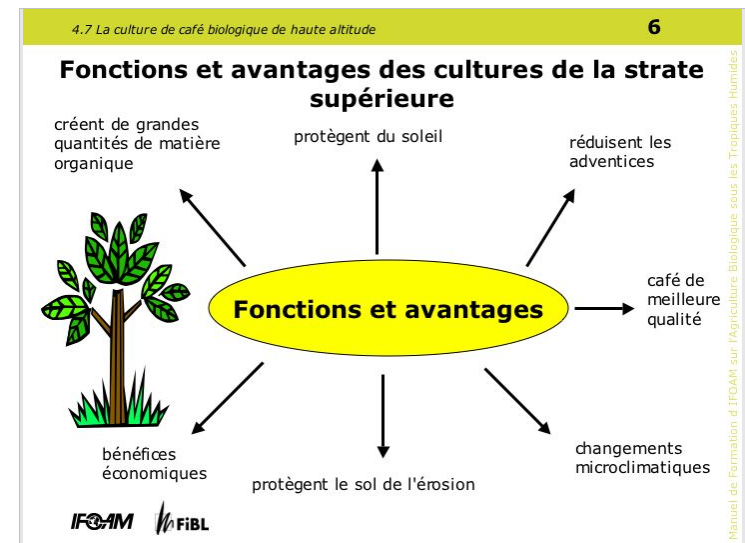 4.7 La culture de café biologique de haute altitude
6
Fonctions et avantages des cultures de la strate
supérieure
créent de grandes
quantités de matière
organique
protègent du soleil
réduisent les
adventices
Fonctions et avantages
café de
meilleure
qualité
bénéfices
économiques
protègent le sol de l'érosion
changements
microclimatiques
IFOAM
FiBL
Manuel de Formation d IFOAM sur l'Agriculture Biologique sous les Tropiques Humides